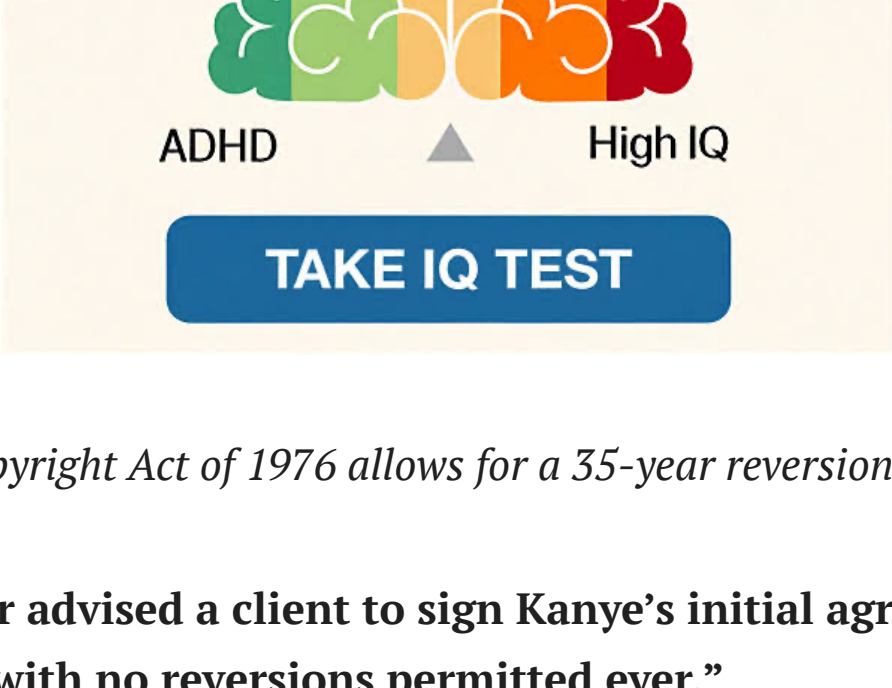 ADHD High IQ
TAKE IQ TEST
pyright Act of 1976 allows for a 35-year reversion
r advised a client to sign Kanye’s initial agr
with no reversions permitted ever.”